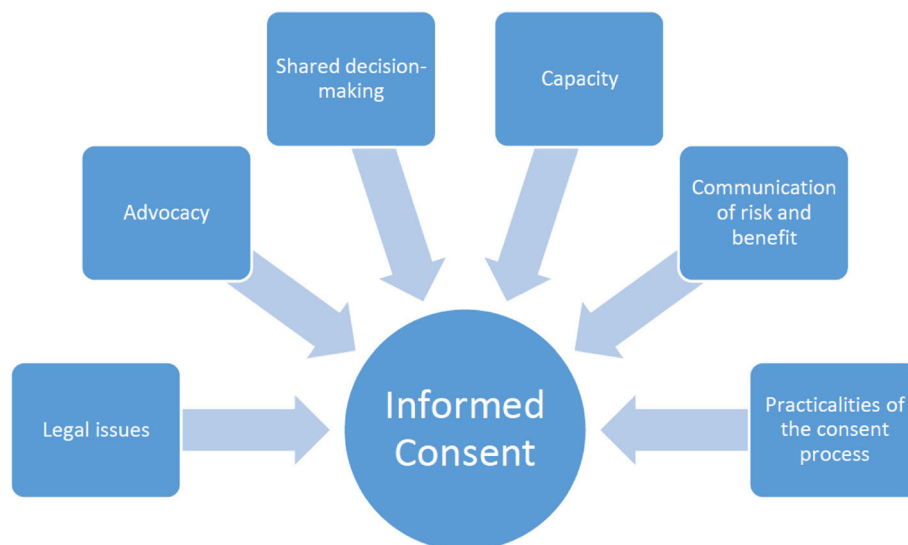 Shared decision-
making
Capacity
Advocacy
Communication
of risk and
benefit
Legal issues
Informed
Consent
Practicalities of
the consent
process